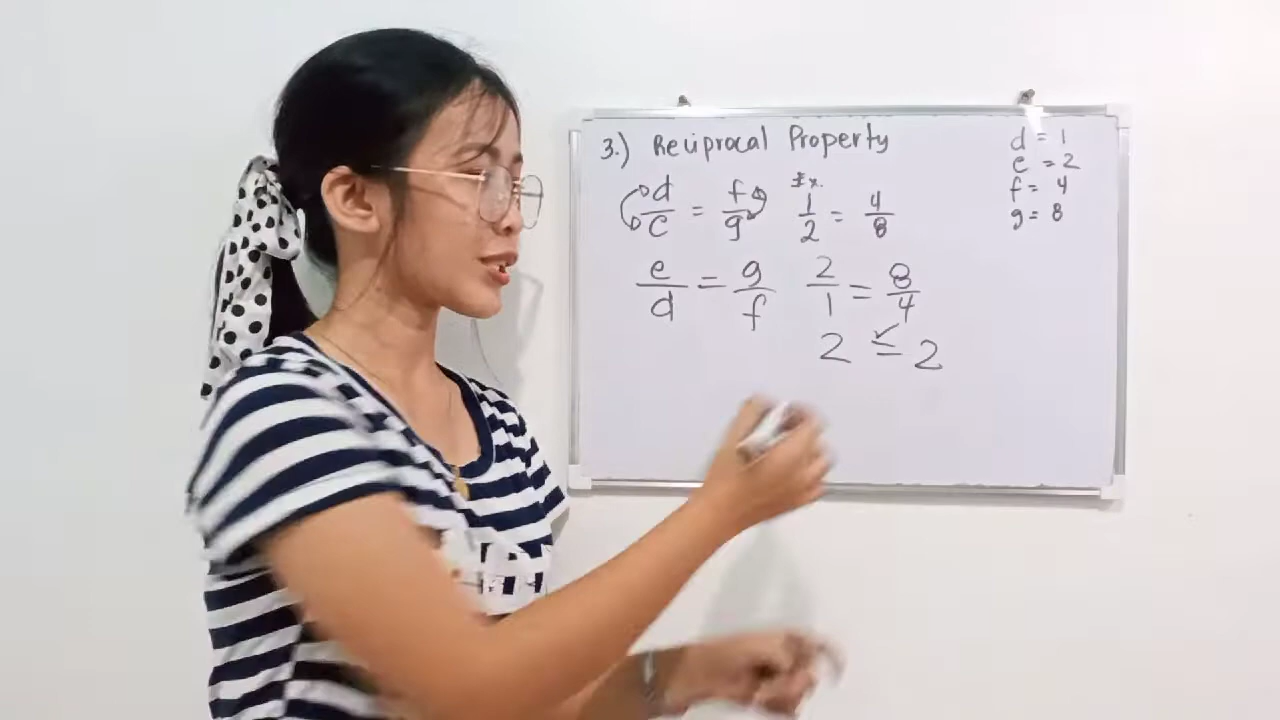 3.) Reciprocal Property
d/c = f/g
Ex.
1/2 = 4/8
e/d = g/f
2/1 = 8/4
2 = 2
d = 1
e = 2
f = 4
g = 8